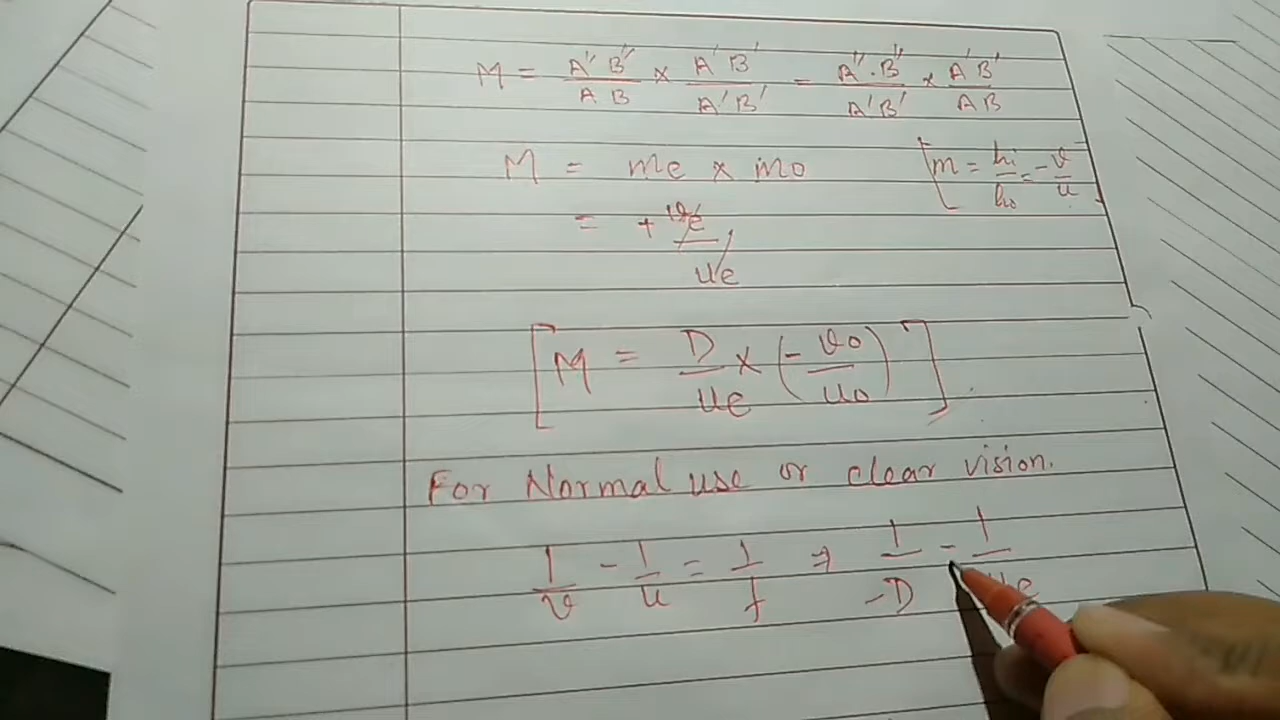 M = A″B″/AB × A′B′/A′B′ = A″.B″/A′B′ × A′B′/AB
M = me × mo [m = hi/ho = -v/u]
= + ve/ue
[M = D/ue × (- vo/uo)]
For Normal use or clear vision.
1/v - 1/u = 1/f ⇒ 1/-D - 1/